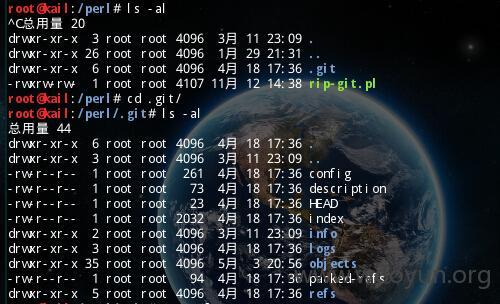 root@kail:/perl# ls -al
^C总用量 20
drwxr-xr-x 3 root root 4096 3月 11 23:09 .
drwxr-xr-x 26 root root 4096 1月 29 21:31 ..
drwxr-xr-x 6 root root 4096 4月 18 17:36 .git
-rwxrw-rw- 1 root root 4107 11月 12 14:38 rip-git.pl
root@kail:/perl# cd .git/
root@kail:/perl/.git# ls -al
总用量 44
drwxr-xr-x 6 root root 4096 4月 18 17:36 .
drwxr-xr-x 3 root root 4096 3月 11 23:09 ..
-rw-r--r-- 1 root root 261 4月 18 17:36 config
-rw-r--r-- 1 root root 73 4月 18 17:36 description
-rw-r--r-- 1 root root 23 4月 18 17:36 HEAD
-rw-r--r-- 1 root root 2032 4月 18 17:36 index
drwxr-xr-x 2 root root 4096 3月 11 23:09 info
drwxr-xr-x 3 root root 4096 4月 18 17:36 logs
drwxr-xr-x 35 root root 4096 5月 3 20:56 objects
-rw-r--r-- 1 root root 94 4月 18 17:36 packed-refs
drwxr-xr-x 5 root root 4096 4月 18 17:36 refs